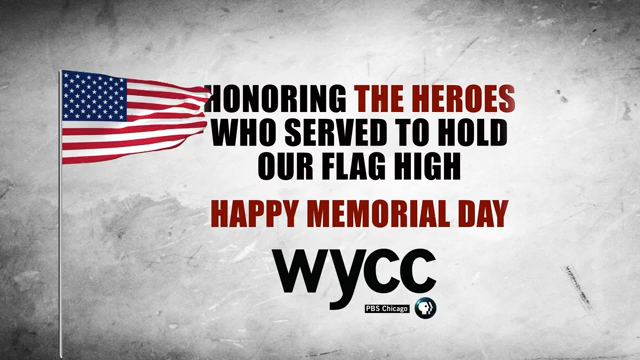 HONORING THE HEROES
WHO SERVED TO HOLD
OUR FLAG HIGH
HAPPY MEMORIAL DAY
wycc
PBS Chicago